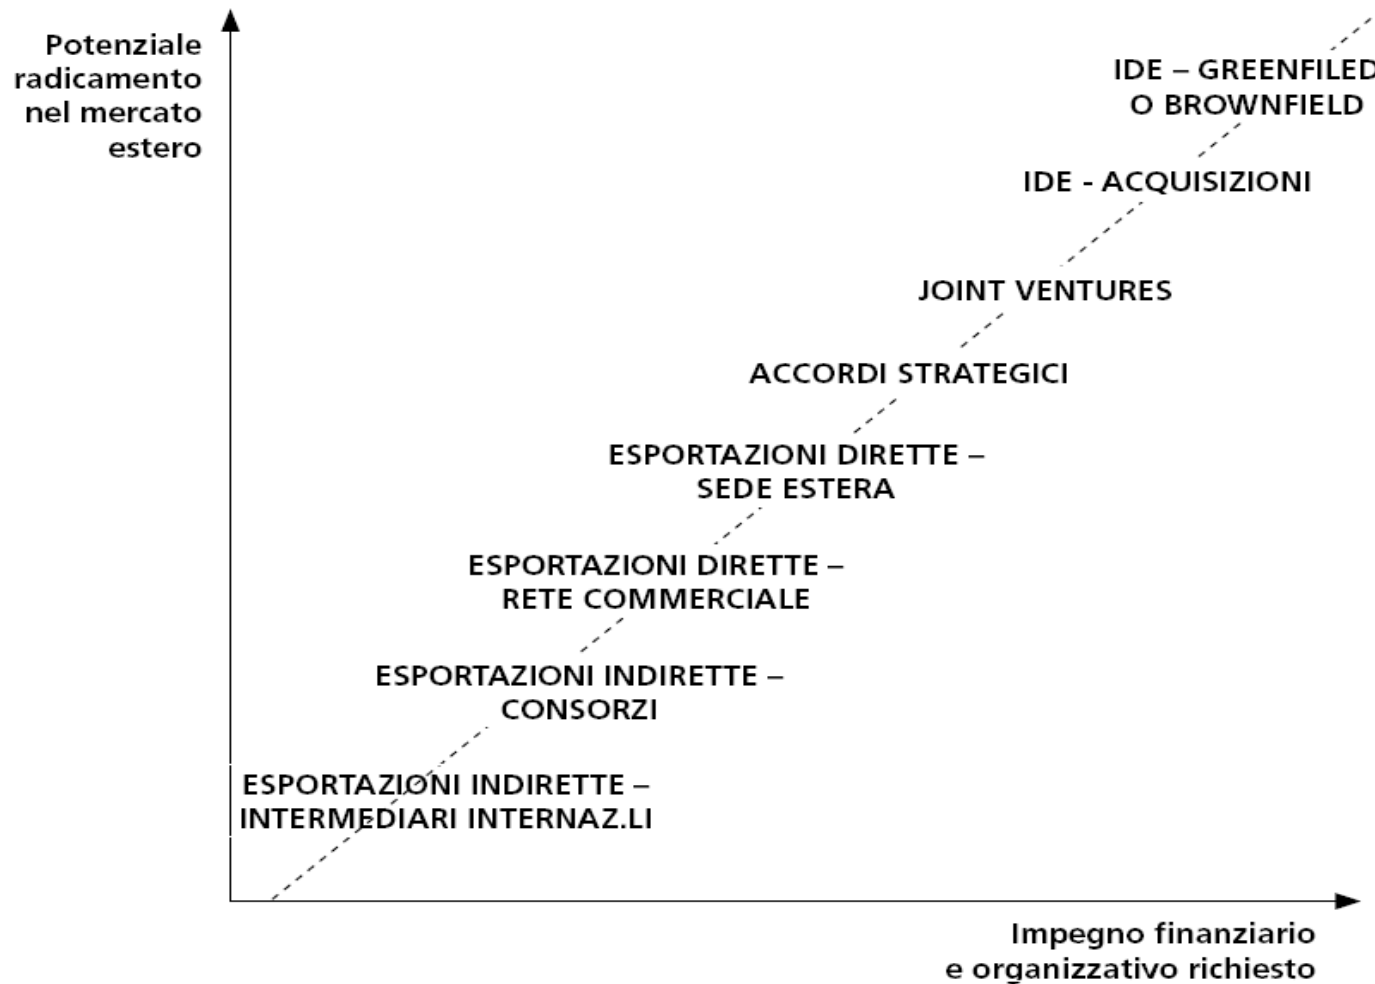 Potenziale
radicamento
nel mercato
estero
IDE – GREENFILED
O BROWNFIELD
IDE - ACQUISIZIONI
JOINT VENTURES
ACCORDI STRATEGICI
ESPORTAZIONI DIRETTE –
SEDE ESTERA
ESPORTAZIONI DIRETTE –
RETE COMMERCIALE
ESPORTAZIONI INDIRETTE –
CONSORZI
ESPORTAZIONI INDIRETTE –
INTERMEDIARI INTERNAZ.LI
Impegno finanziario
e organizzativo richiesto